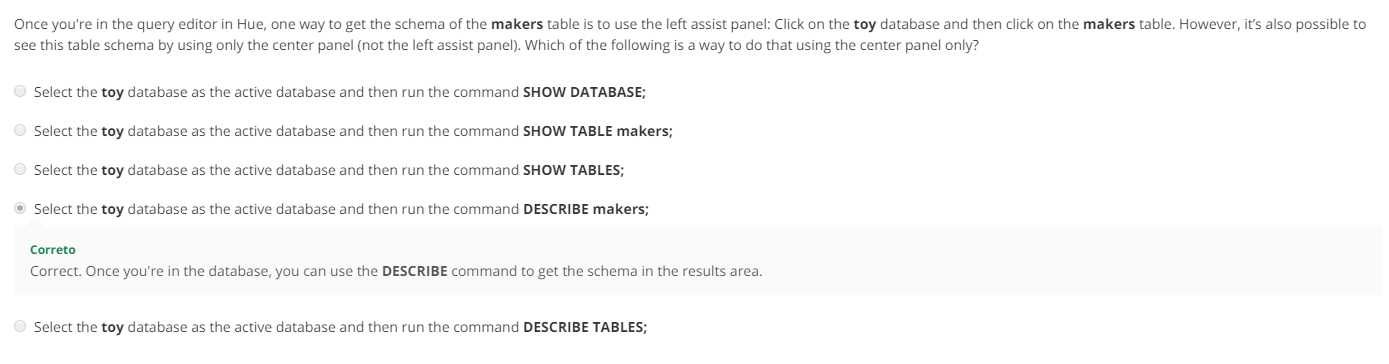 Once you're in the query editor in Hue, one way to get the schema of the makers table is to use the left assist panel: Click on the toy database and then click on the makers table. However, it's also possible to
see this table schema by using only the center panel (not the left assist panel). Which of the following is a way to do that using the center panel only?
Select the toy database as the active database and then run the command SHOW DATABASE;
Select the toy database as the active database and then run the command SHOW TABLE makers;
Select the toy database as the active database and then run the command SHOW TABLES;
Select the toy database as the active database and then run the command DESCRIBE makers;
Correto
Correct. Once you're in the database, you can use the DESCRIBE command to get the schema in the results area.
Select the toy database as the active database and then run the command DESCRIBE TABLES;